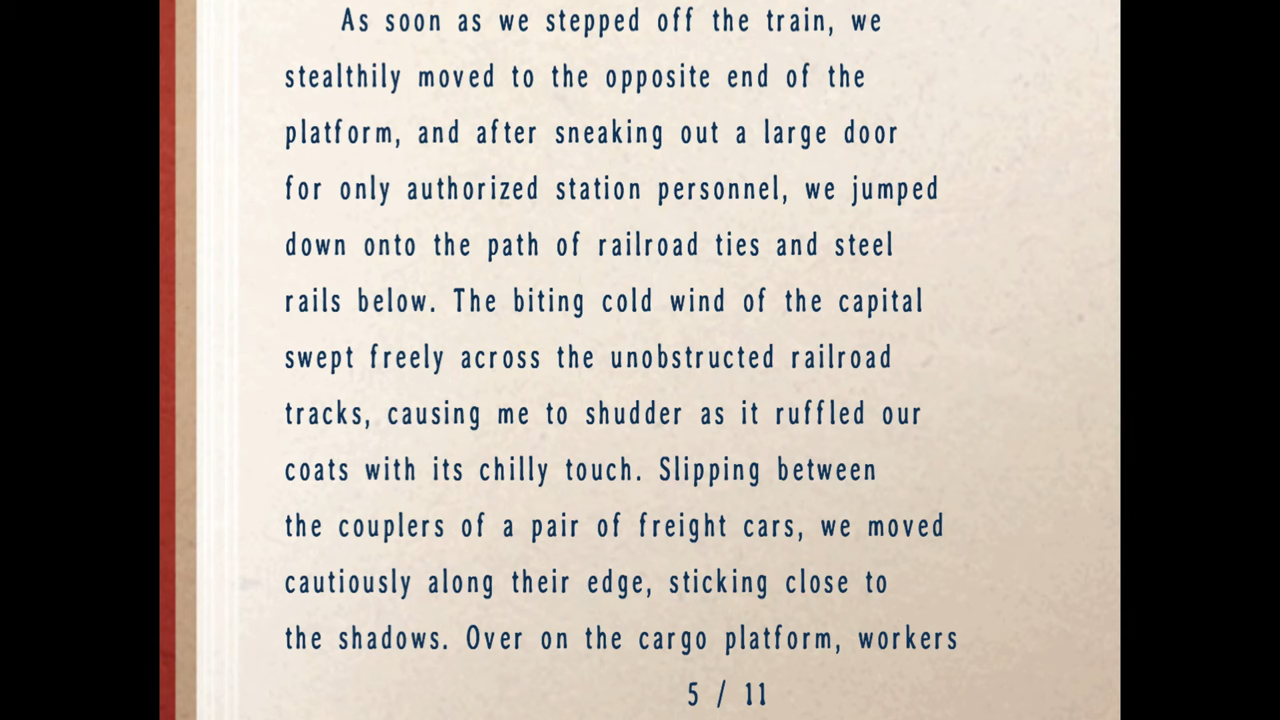 As soon as we stepped off the train, we
stealthily moved to the opposite end of the
platform, and after sneaking out a large door
for only authorized station personnel, we jumped
down onto the path of railroad ties and steel
rails below. The biting cold wind of the capital
swept freely across the unobstructed railroad
tracks, causing me to shudder as it ruffled our
coats with its chilly touch. Slipping between
the couplers of a pair of freight cars, we moved
cautiously along their edge, sticking close to
the shadows. Over on the cargo platform, workers
5 / 11